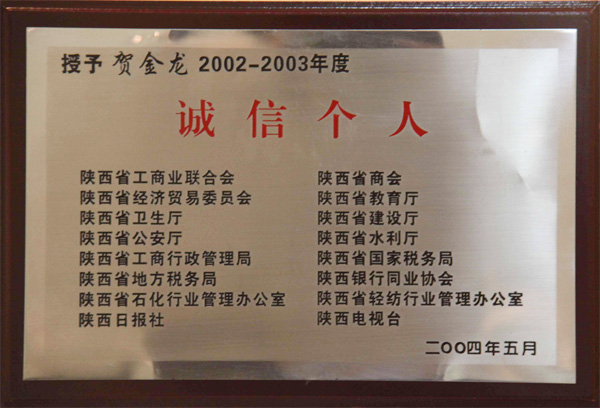 授予 贺金龙 2002-2003年度
诚信个人
陕西省工商业联合会
陕西省经济贸易委员会
陕西省卫生厅
陕西省公安厅
陕西省工商行政管理局
陕西省地方税务局
陕西省石化行业管理办公室
陕西日报社
陕西省商会
陕西省教育厅
陕西省建设厅
陕西省水利厅
陕西省国家税务局
陕西银行同业协会
陕西省轻纺行业管理办公室
陕西电视台
二OO四年五月